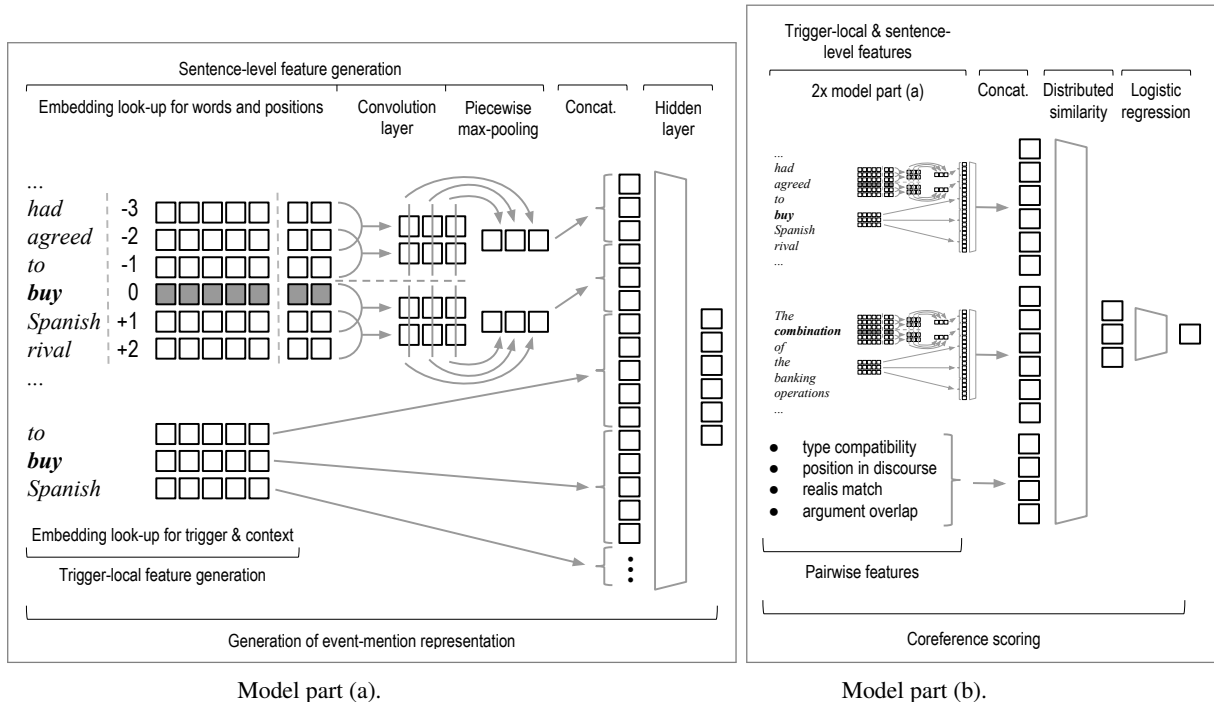 Sentence-level feature generation
Embedding look-up for words and positions
Convolution
layer
Piecewise
max-pooling
Concat.
Hidden
layer
...
had -3
agreed -2
to -1
buy 0
Spanish +1
rival +2
...
to
buy
Spanish
Embedding look-up for trigger & context
Trigger-local feature generation
Generation of event-mention representation
Model part (a).
Trigger-local & sentence-
level features
2x model part (a)
Concat.
Distributed
similarity
Logistic
regression
...
had
agreed
to
buy
Spanish
rival
...
The
combination
of
the
banking
operations
...
● type compatibility
● position in discourse
● realis match
● argument overlap
Pairwise features
Coreference scoring
Model part (b).